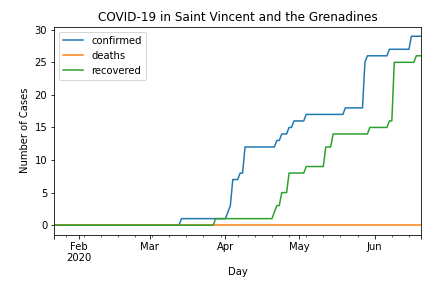 COVID-19 in Saint Vincent and the Grenadines
confirmed
deaths
recovered
Number of Cases
30
25
20
15
10
5
0
Feb
2020
Mar
Apr
May
Jun
Day